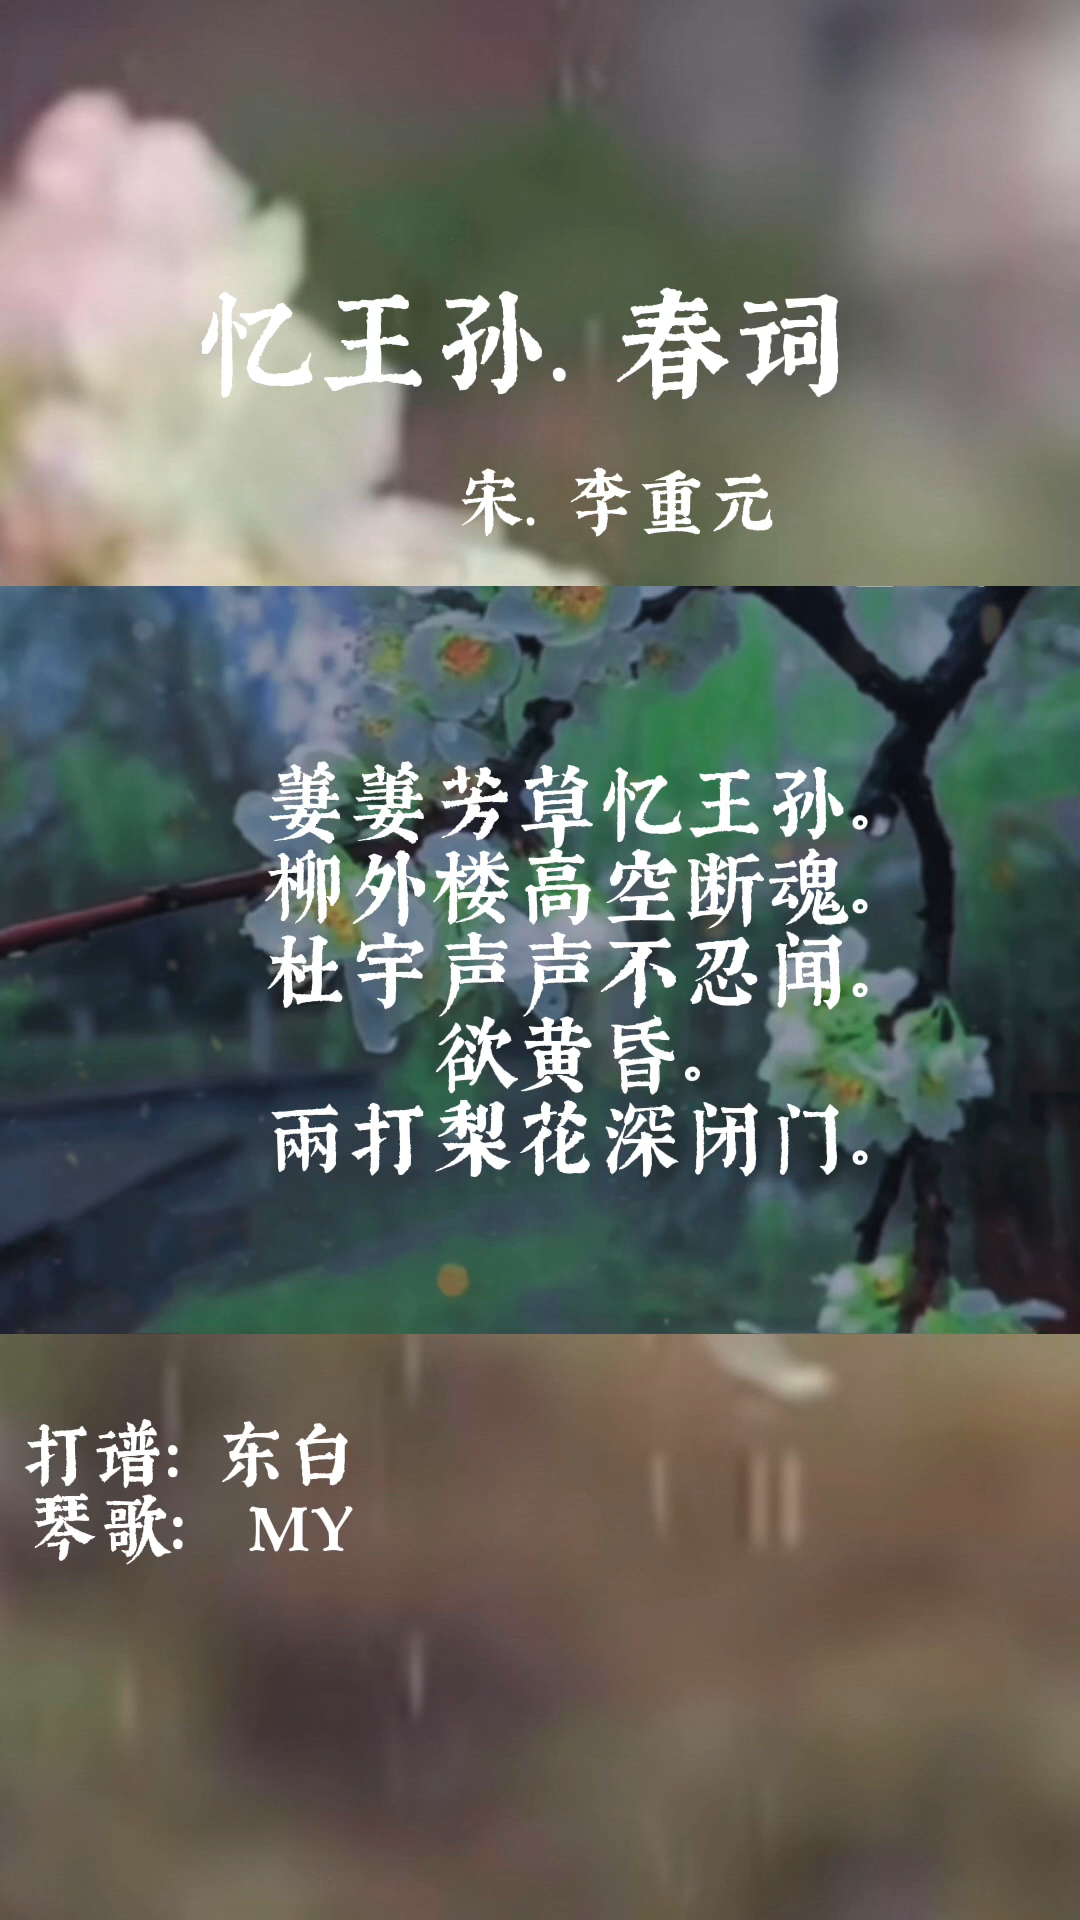 忆王孙. 春词
宋. 李重元
萋萋芳草忆王孙。
柳外楼高空断魂。
杜宇声声不忍闻。
欲黄昏。
雨打梨花深闭门。
打谱: 东白
琴歌: MY